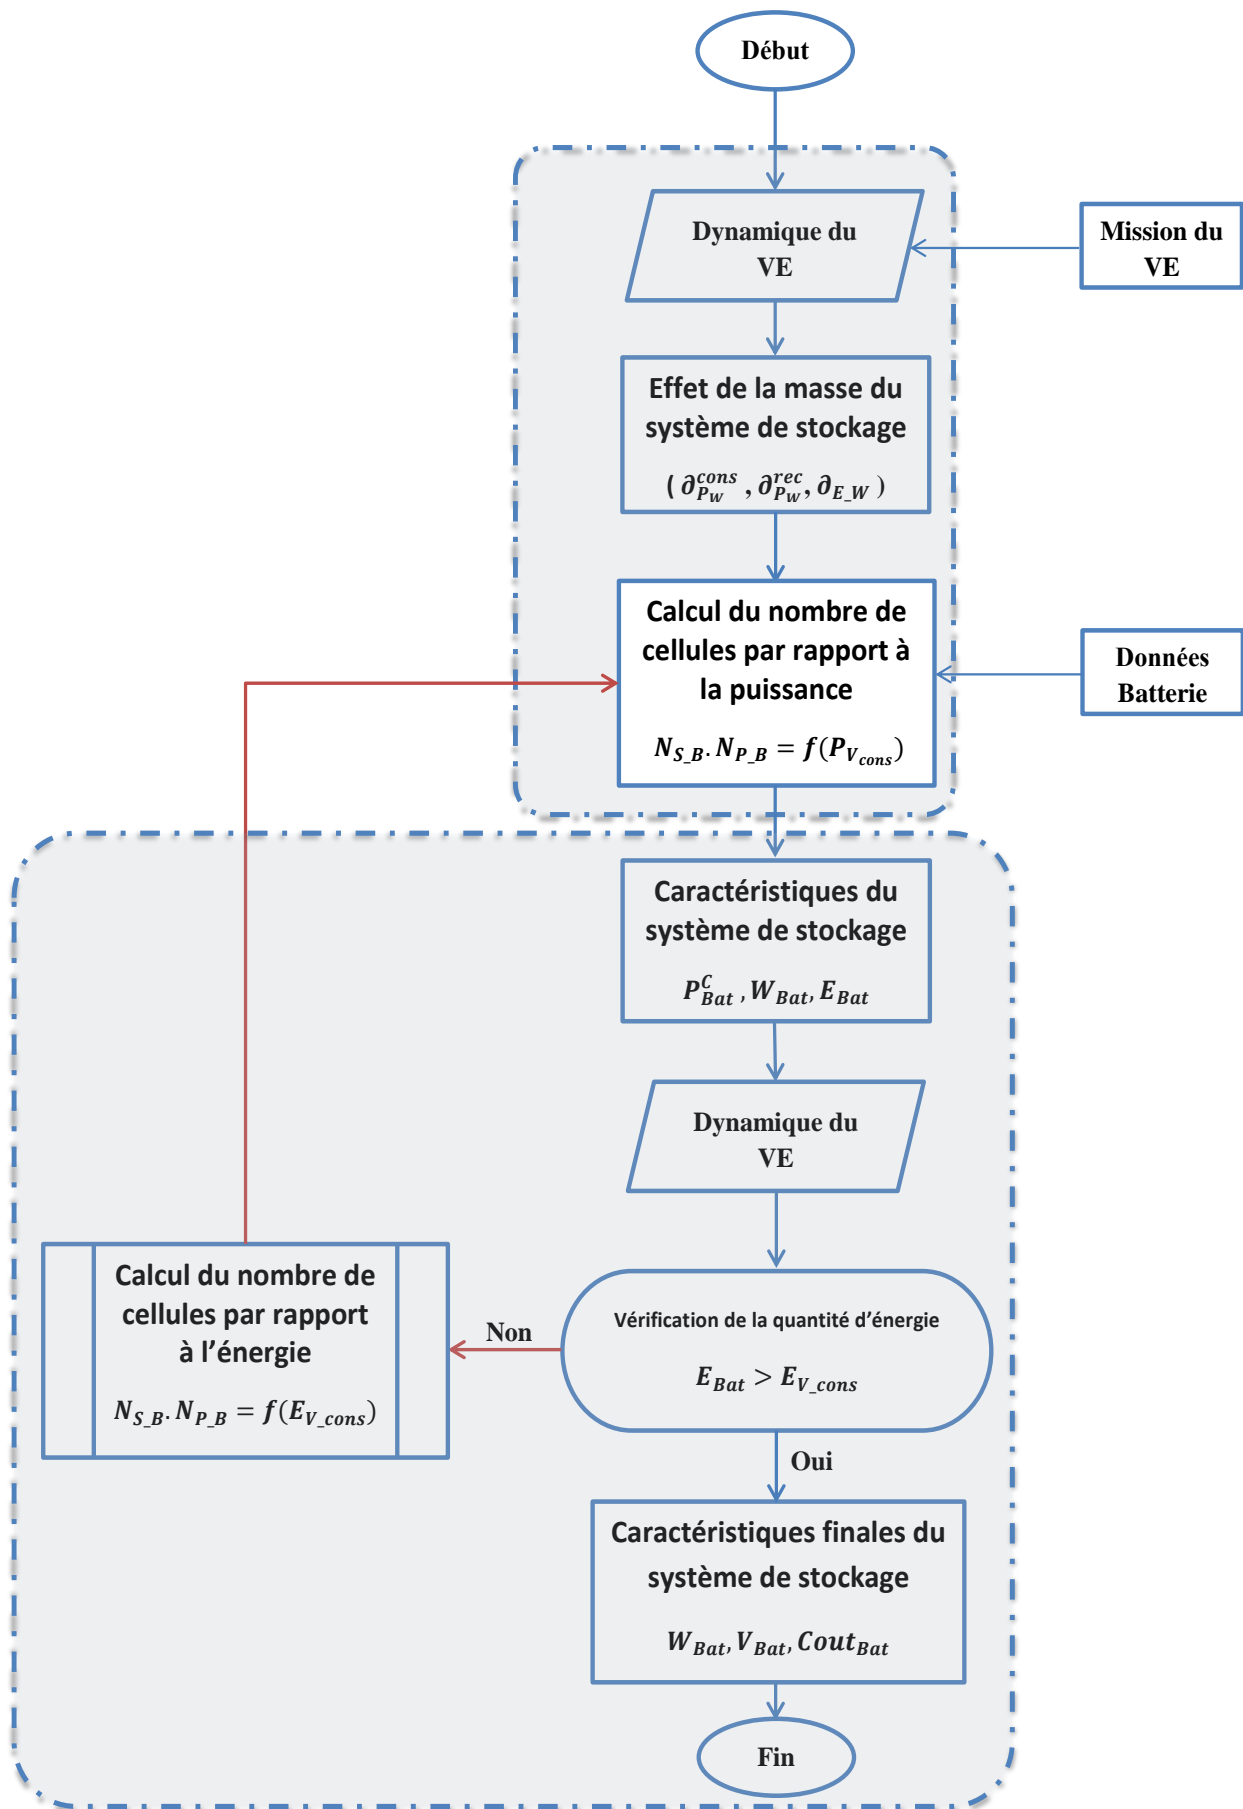 Début
Dynamique du
VE
Mission du
VE
Effet de la masse du
système de stockage
( ∂_{P_W}^{cons} , ∂_{P_W}^{rec}, ∂_{E_W} )
Calcul du nombre de
cellules par rapport à
la puissance
N_{S_B}. N_{P_B} = f(P_{V_{cons}})
Données
Batterie
Caractéristiques du
système de stockage
P_{Bat}^{C} , W_{Bat}, E_{Bat}
Dynamique du
VE
Vérification de la quantité d’énergie
E_{Bat} > E_{V_cons}
Non
Calcul du nombre de
cellules par rapport
à l’énergie
N_{S_B}. N_{P_B} = f(E_{V_cons})
Oui
Caractéristiques finales du
système de stockage
W_{Bat}, V_{Bat}, Cout_{Bat}
Fin